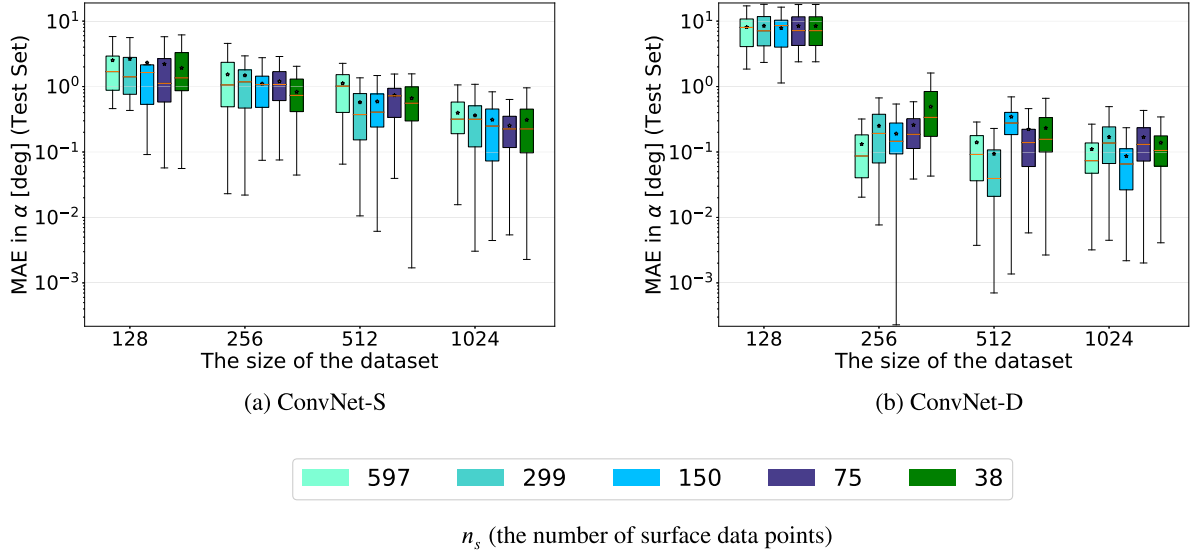 MAE in α [deg] (Test Set)
10¹
10⁰
10⁻¹
10⁻²
10⁻³
128 256 512 1024
The size of the dataset
(a) ConvNet-S
MAE in α [deg] (Test Set)
10¹
10⁰
10⁻¹
10⁻²
10⁻³
128 256 512 1024
The size of the dataset
(b) ConvNet-D
597 299 150 75 38
nₛ (the number of surface data points)